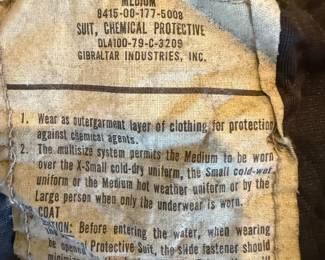 MEDIUM
8415-00-177-5008
SUIT, CHEMICAL PROTECTIVE
DLA100-79-C-3209
GIBRALTAR INDUSTRIES, INC.
1. Wear as outergarment layer of clothing for protection
against chemical agents.
2. The multisize system permits the Medium to be worn
over the X-Small cold-dry uniform, the Small cold-wet
uniform or the Medium hot weather uniform or by the
Large person when only the underwear is worn.
COAT
Before entering the water, when wearing
Protective Suit, the slide fastener should